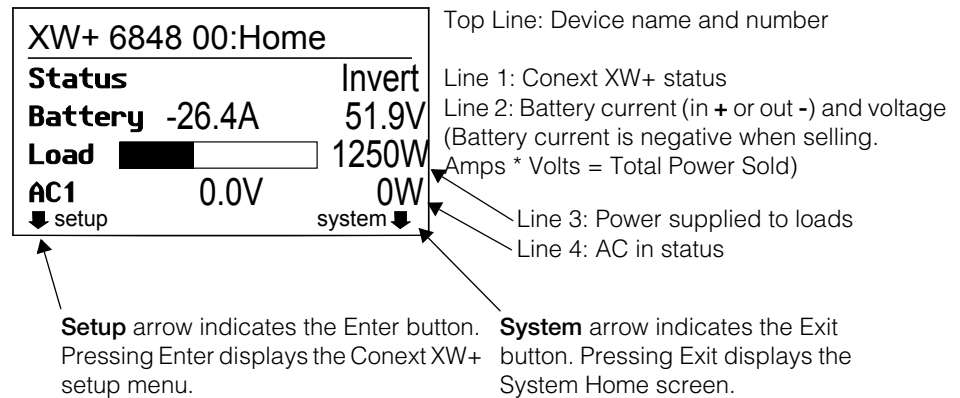 XW+ 6848 00:Home
Status Invert
Battery -26.4A 51.9V
Load 1250W
AC1 0.0V 0W
setup system
Top Line: Device name and number
Line 1: Conext XW+ status
Line 2: Battery current (in + or out -) and voltage
(Battery current is negative when selling.
Amps * Volts = Total Power Sold)
Line 3: Power supplied to loads
Line 4: AC in status
Setup arrow indicates the Enter button.
Pressing Enter displays the Conext XW+
setup menu.
System arrow indicates the Exit
button. Pressing Exit displays the
System Home screen.